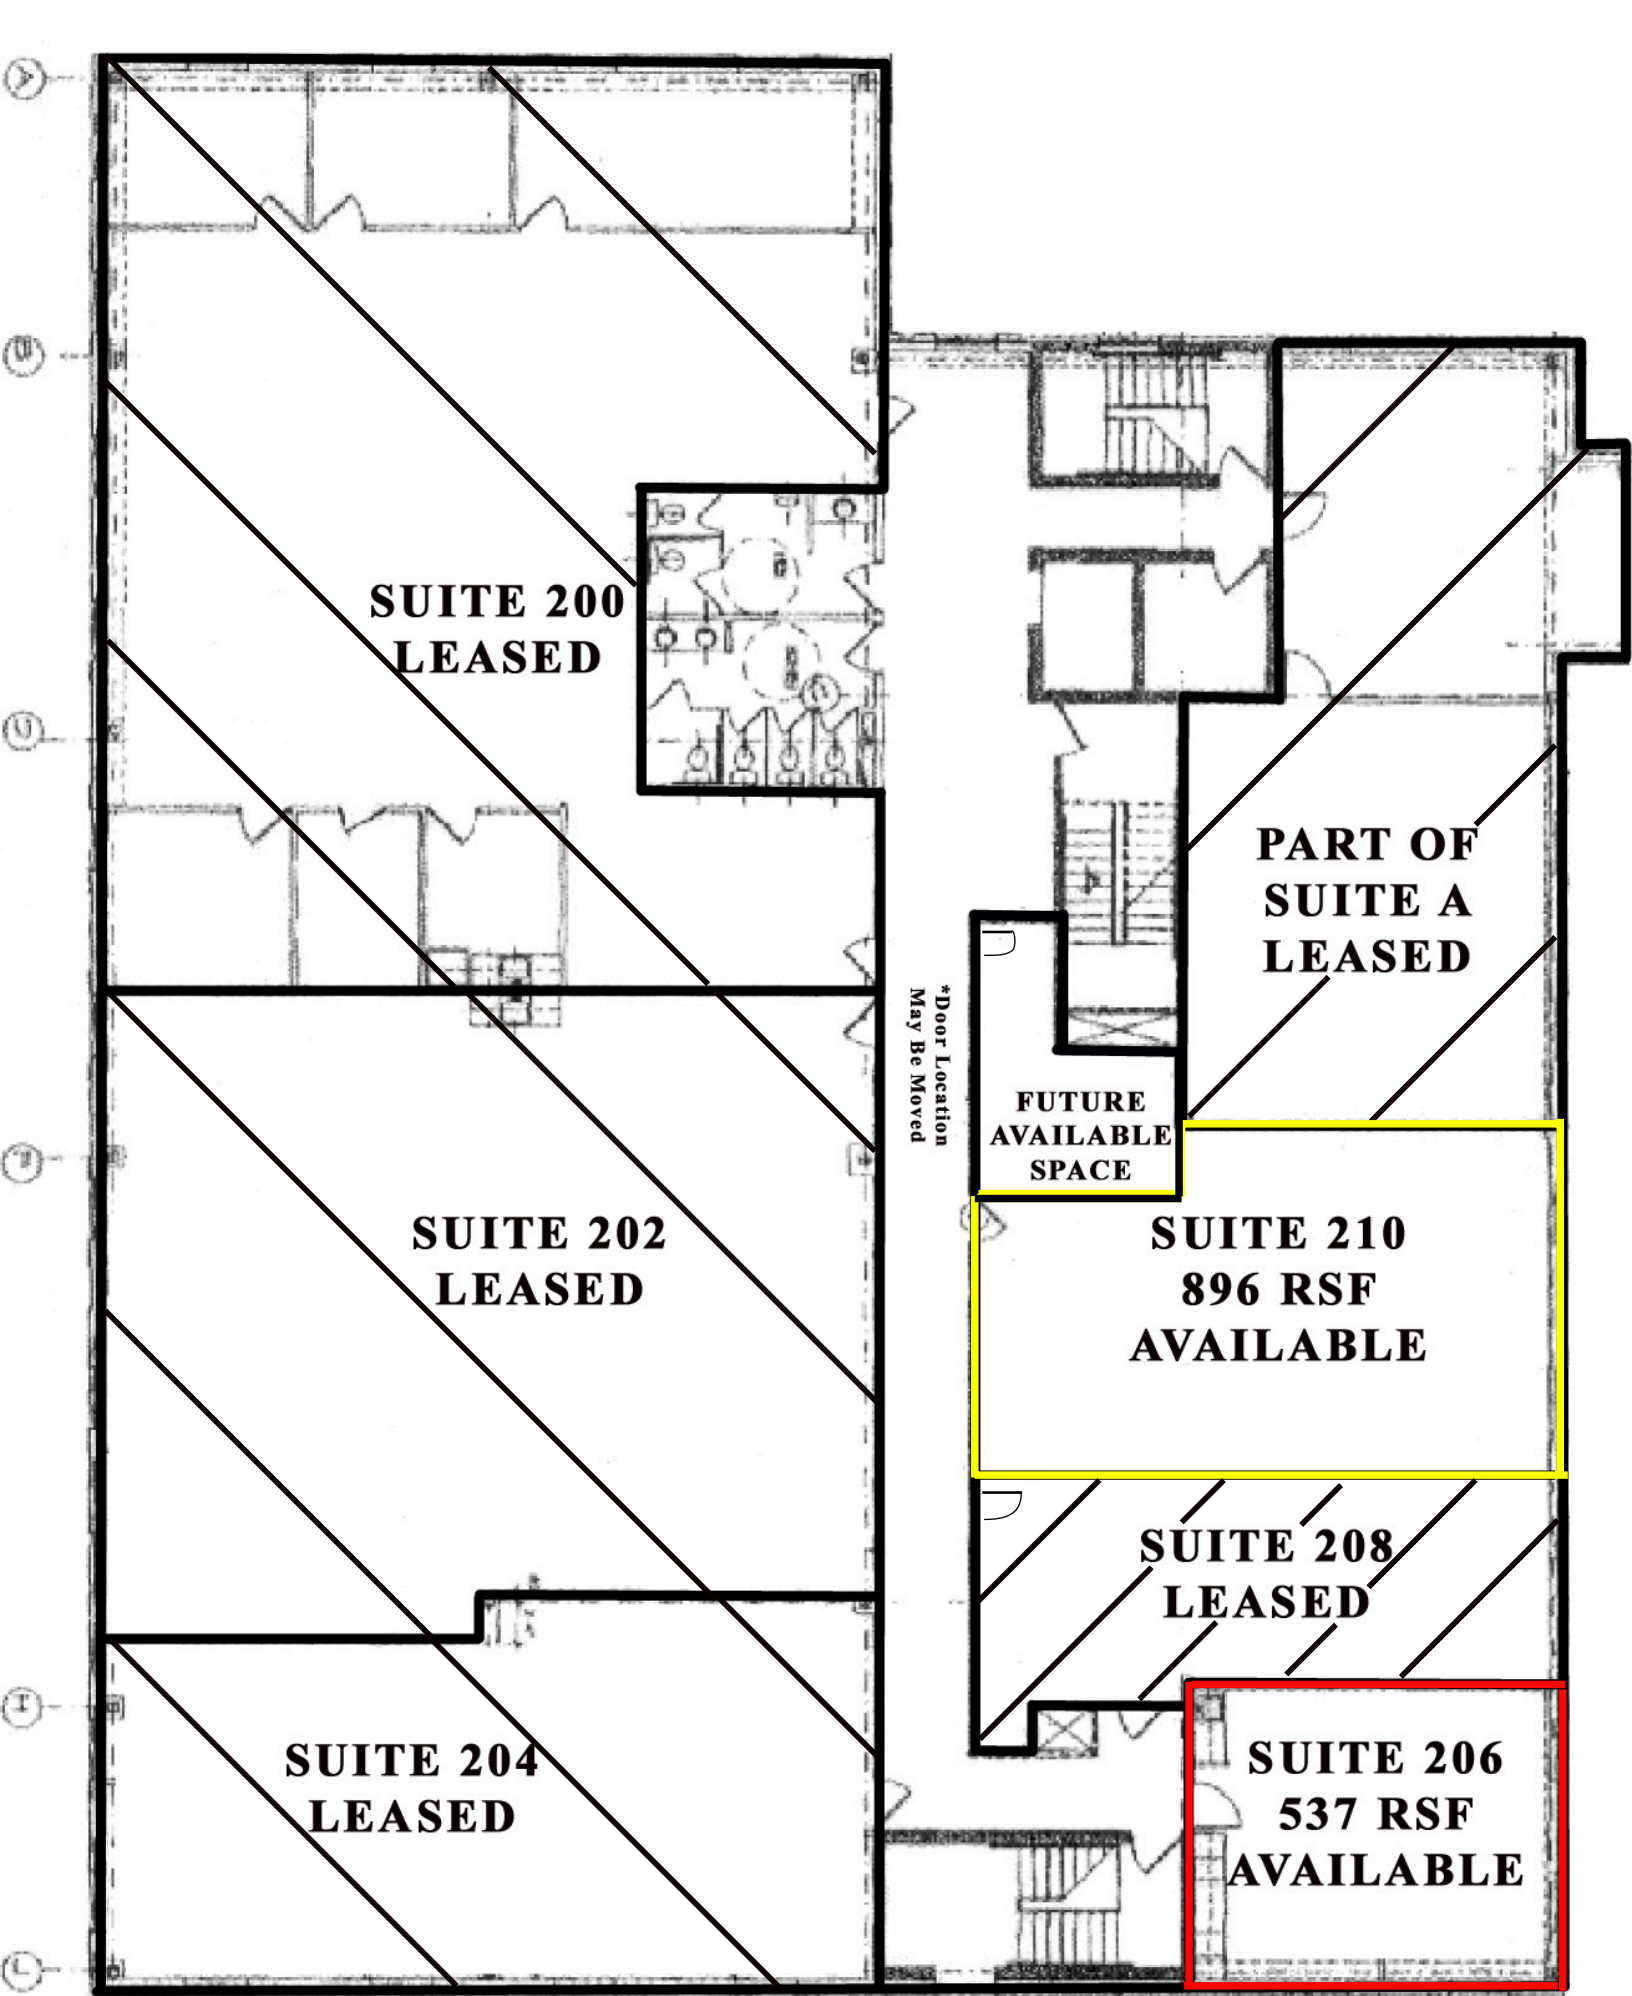 SUITE 200
LEASED
PART OF
SUITE A
LEASED
*Door Location
May Be Moved
FUTURE
AVAILABLE
SPACE
SUITE 202
LEASED
SUITE 210
896 RSF
AVAILABLE
SUITE 208
LEASED
SUITE 204
LEASED
SUITE 206
537 RSF
AVAILABLE